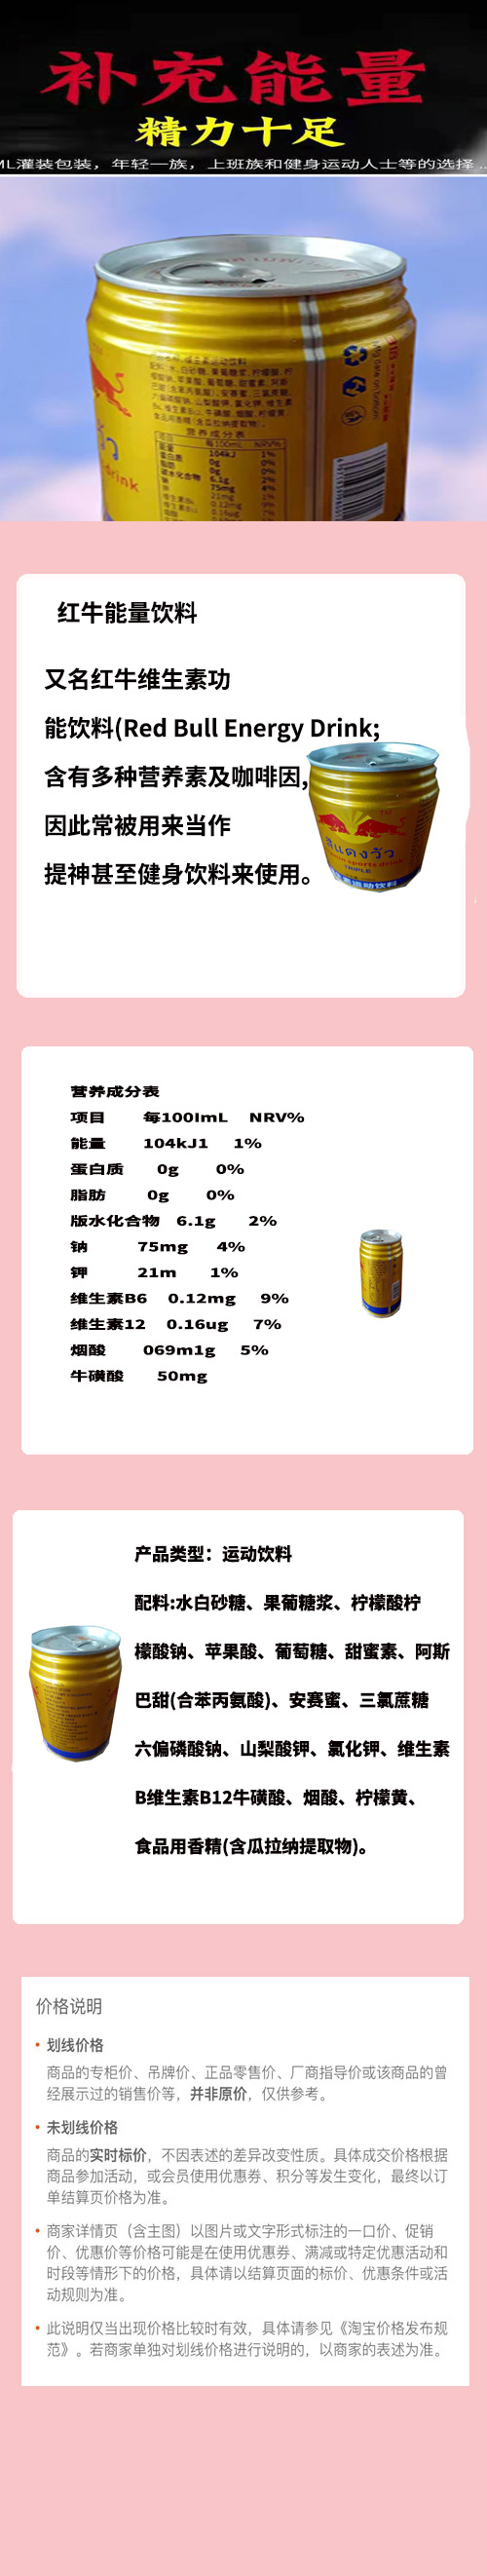 补充能量
精力十足
ML灌装包装，年轻一族，上班族和健身运动人士等的选择 ..
营养成分表
drink
红牛能量饮料
又名红牛维生素功
能饮料(Red Bull Energy Drink;
含有多种营养素及咖啡因,
因此常被用来当作
提神甚至健身饮料来使用。
营养成分表
项目 每100ImL NRV%
能量 104kJ1 1%
蛋白质 0g 0%
脂肪 0g 0%
版水化合物 6.1g 2%
钠 75mg 4%
钾 21m 1%
维生素B6 0.12mg 9%
维生素12 0.16ug 7%
烟酸 069m1g 5%
牛磺酸 50mg
产品类型：运动饮料
配料:水白砂糖、果葡糖浆、柠檬酸柠
檬酸钠、苹果酸、葡萄糖、甜蜜素、阿斯
巴甜(合苯丙氨酸)、安赛蜜、三氯蔗糖
六偏磷酸钠、山梨酸钾、氯化钾、维生素
B维生素B12牛磺酸、烟酸、柠檬黄、
食品用香精(含瓜拉纳提取物)。
价格说明
划线价格
商品的专柜价、吊牌价、正品零售价、厂商指导价或该商品的曾
经展示过的销售价等，并非原价，仅供参考。
未划线价格
商品的实时标价，不因表述的差异改变性质。具体成交价格根据
商品参加活动，或会员使用优惠券、积分等发生变化，最终以订
单结算页价格为准。
商家详情页（含主图）以图片或文字形式标注的一口价、促销
价、优惠价等价格可能是在使用优惠券、满减或特定优惠活动和
时段等情形下的价格，具体请以结算页面的标价、优惠条件或活
动规则为准。
此说明仅当出现价格比较时有效，具体请参见《淘宝价格发布规
范》。若商家单独对划线价格进行说明的，以商家的表述为准。